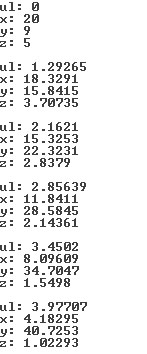 ul: 0
x: 20
y: 9
z: 5
ul: 1.29265
x: 18.3291
y: 15.8415
z: 3.70735
ul: 2.1621
x: 15.3253
y: 22.3231
z: 2.8379
ul: 2.85639
x: 11.8411
y: 28.5845
z: 2.14361
ul: 3.4502
x: 8.09609
y: 34.7047
z: 1.5498
ul: 3.97707
x: 4.18295
y: 40.7253
z: 1.02293